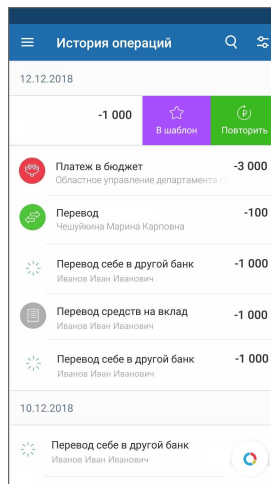 История операций
12.12.2018
-1 000
В шаблон
Повторить
Платеж в бюджет
-3 000
Областное управление департамента
Перевод
-100
Чешуйкина Марина Карповна
Перевод себе в другой банк
-1 000
Иванов Иван Иванович
Перевод средств на вклад
-1 000
Иванов Иван Иванович
Перевод себе в другой банк
-1 000
Иванов Иван Иванович
10.12.2018
Перевод себе в другой банк
Иванов Иван Иванович